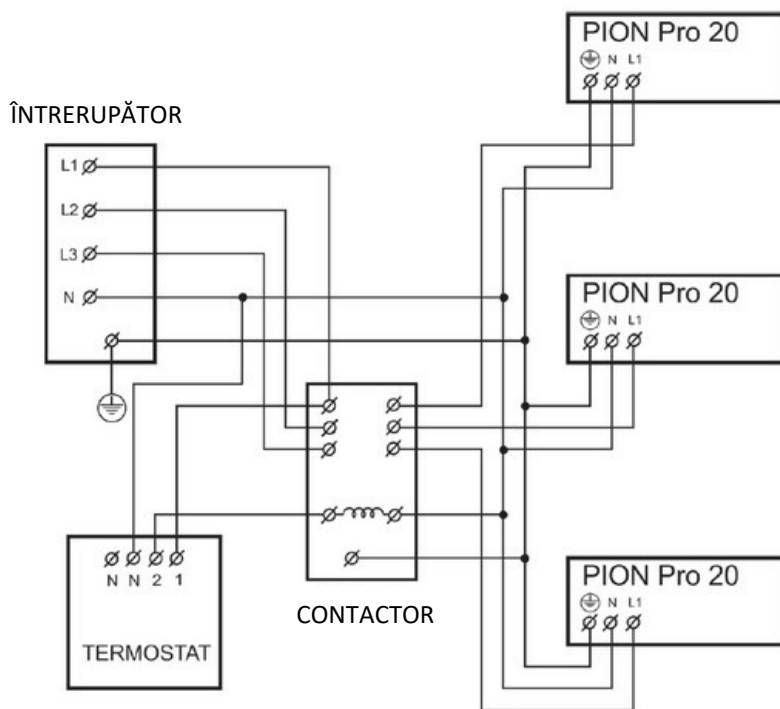 PION Pro 20
N L1
ÎNTRERUPĂTOR
L1
L2
L3
N
PION Pro 20
N L1
N N 2 1
TERMOSTAT
CONTACTOR
PION Pro 20
N L1